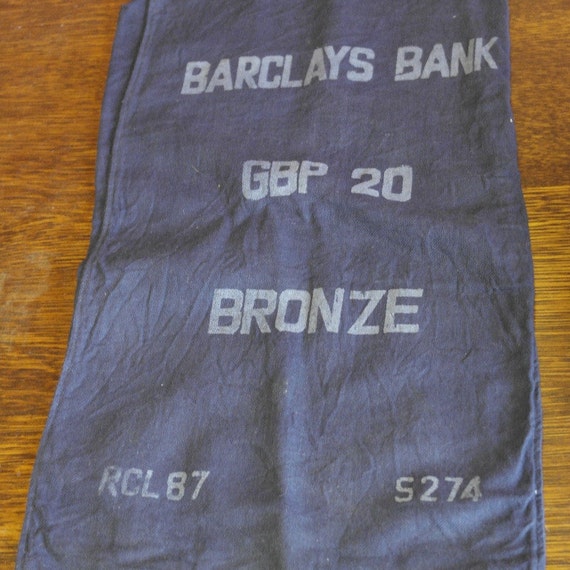 BARCLAYS BANK
GBP 20
BRONZE
RCL87 S274